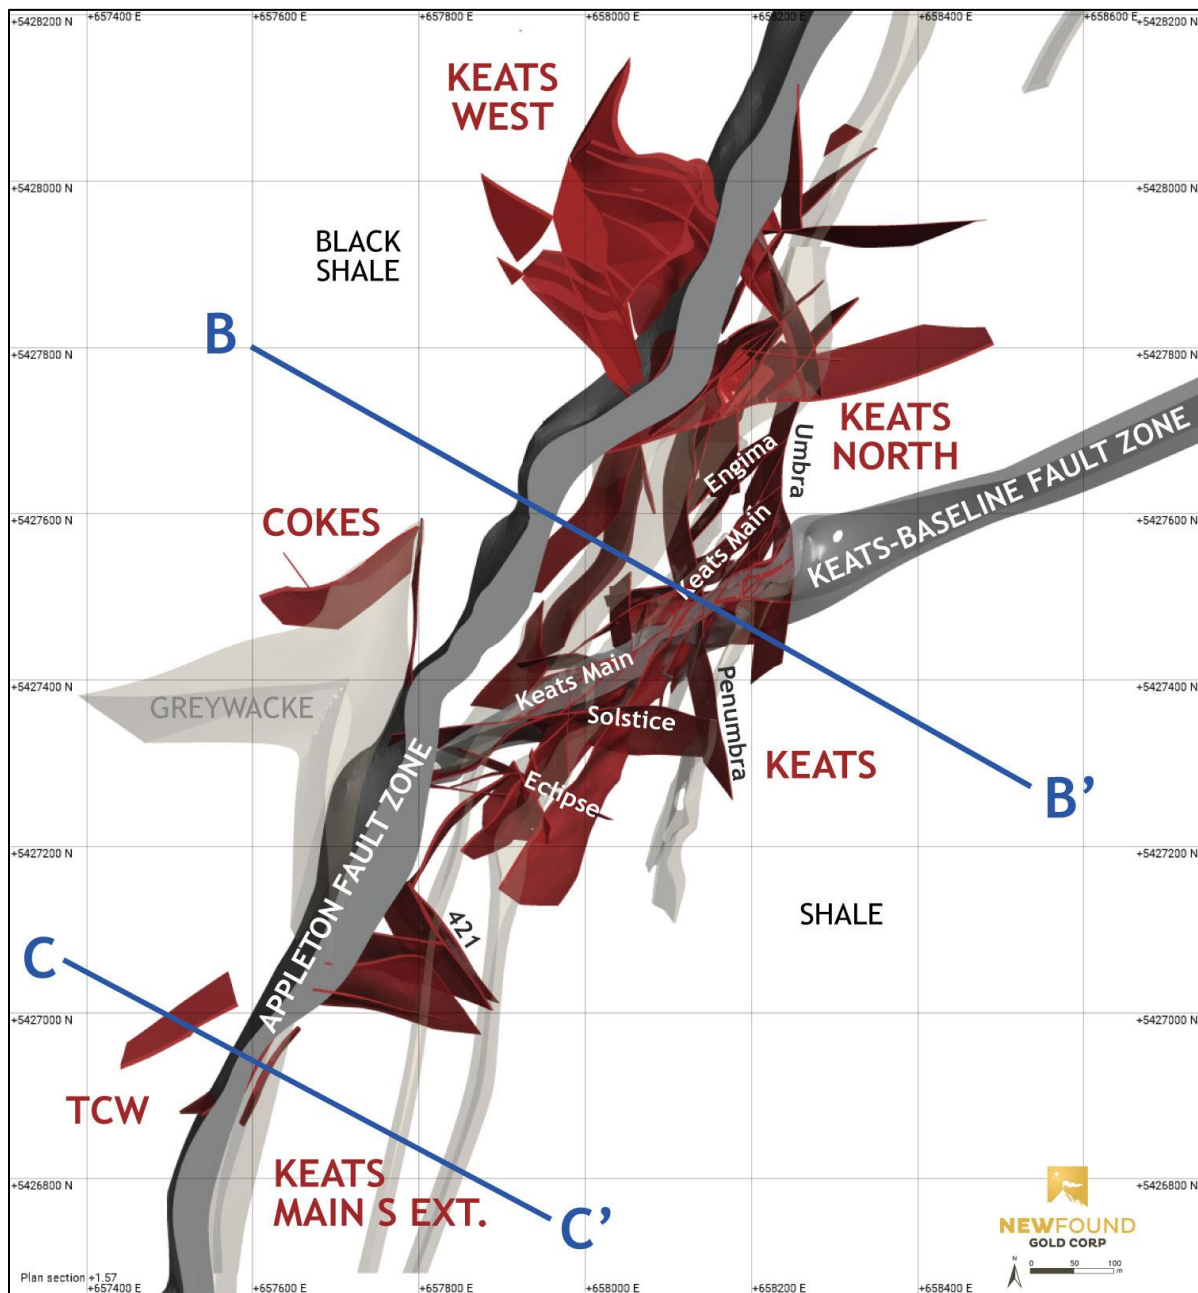 +5428200 N
+657400 E
+657600 E
+657800 E
+658000 E
+658200 E
+658400 E
+658600 E
+5428200 N
KEATS
WEST
+5428000 N
+5428000 N
BLACK
SHALE
B
+5427800 N
+5427800 N
KEATS
NORTH
Umbra
Engima
KEATS-BASELINE FAULT ZONE
COKES
+5427600 N
+5427600 N
eats Main
+5427400 N
+5427400 N
GREYWACKE
Keats Main
Solstice
Penumbra
KEATS
Eclipse
B’
APPLETON FAULT ZONE
+5427200 N
+5427200 N
SHALE
421
C
+5427000 N
+5427000 N
TCW
KEATS
MAIN S EXT.
C’
+5426800 N
+5426800 N
NEWFOUND
GOLD CORP
N
0 50 100
m
Plan section +1.57
+657400 E
+657600 E
+657800 E
+658000 E
+658200 E
+658400 E